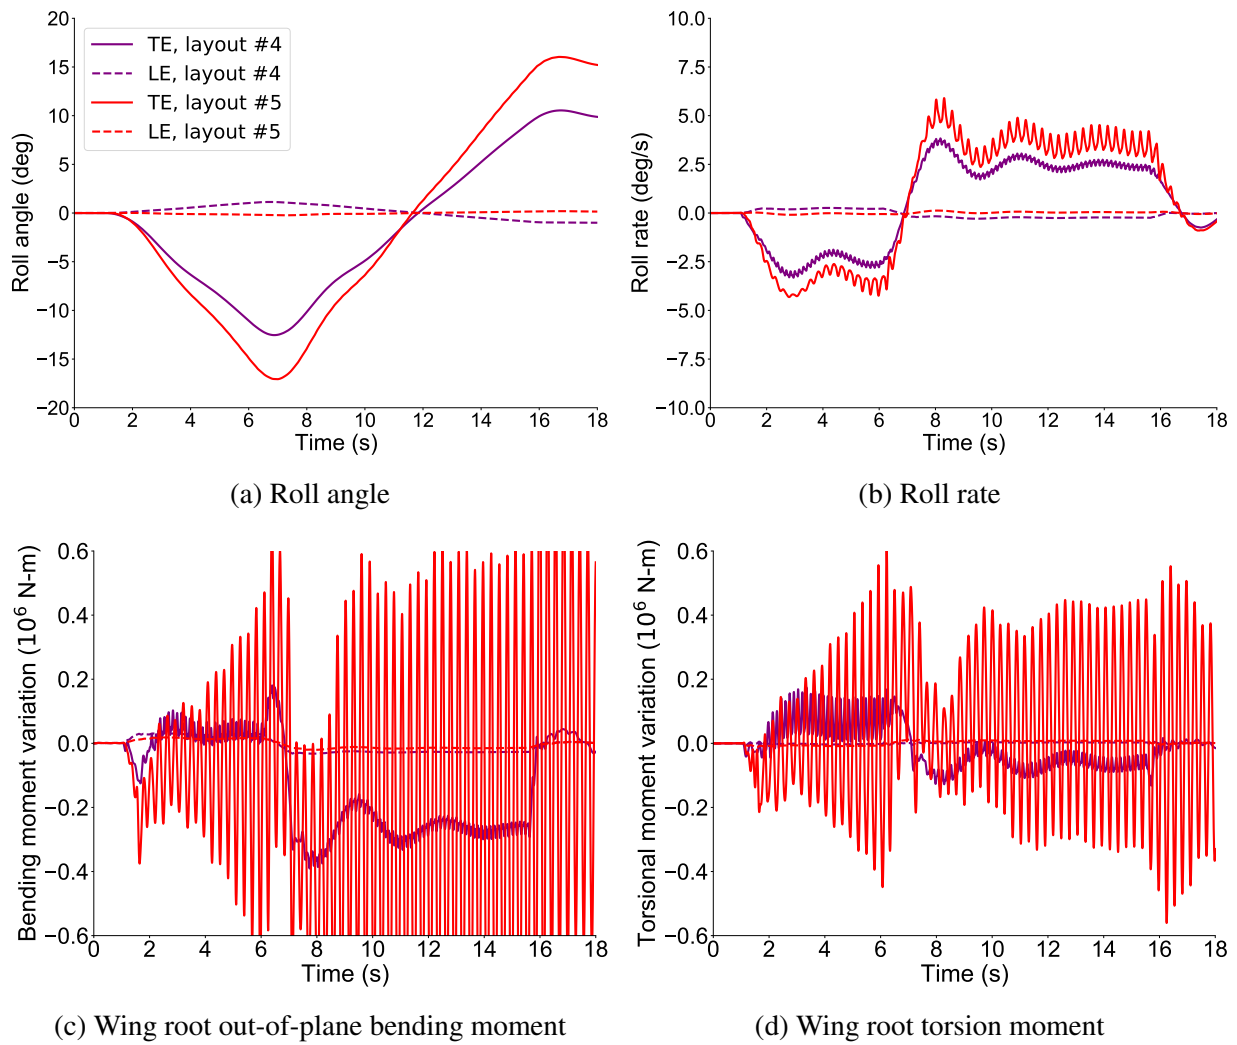 20
15
10
5
0
−5
−10
−15
−20
Roll angle (deg)
TE, layout #4
LE, layout #4
TE, layout #5
LE, layout #5
0 2 4 6 8 10 12 14 16 18
Time (s)
(a) Roll angle
10.0
7.5
5.0
2.5
0.0
−2.5
−5.0
−7.5
−10.0
Roll rate (deg/s)
0 2 4 6 8 10 12 14 16 18
Time (s)
(b) Roll rate
0.6
0.4
0.2
0.0
−0.2
−0.4
−0.6
Bending moment variation (10⁶ N-m)
0 2 4 6 8 10 12 14 16 18
Time (s)
(c) Wing root out-of-plane bending moment
0.6
0.4
0.2
0.0
−0.2
−0.4
−0.6
Torsional moment variation (10⁶ N-m)
0 2 4 6 8 10 12 14 16 18
Time (s)
(d) Wing root torsion moment